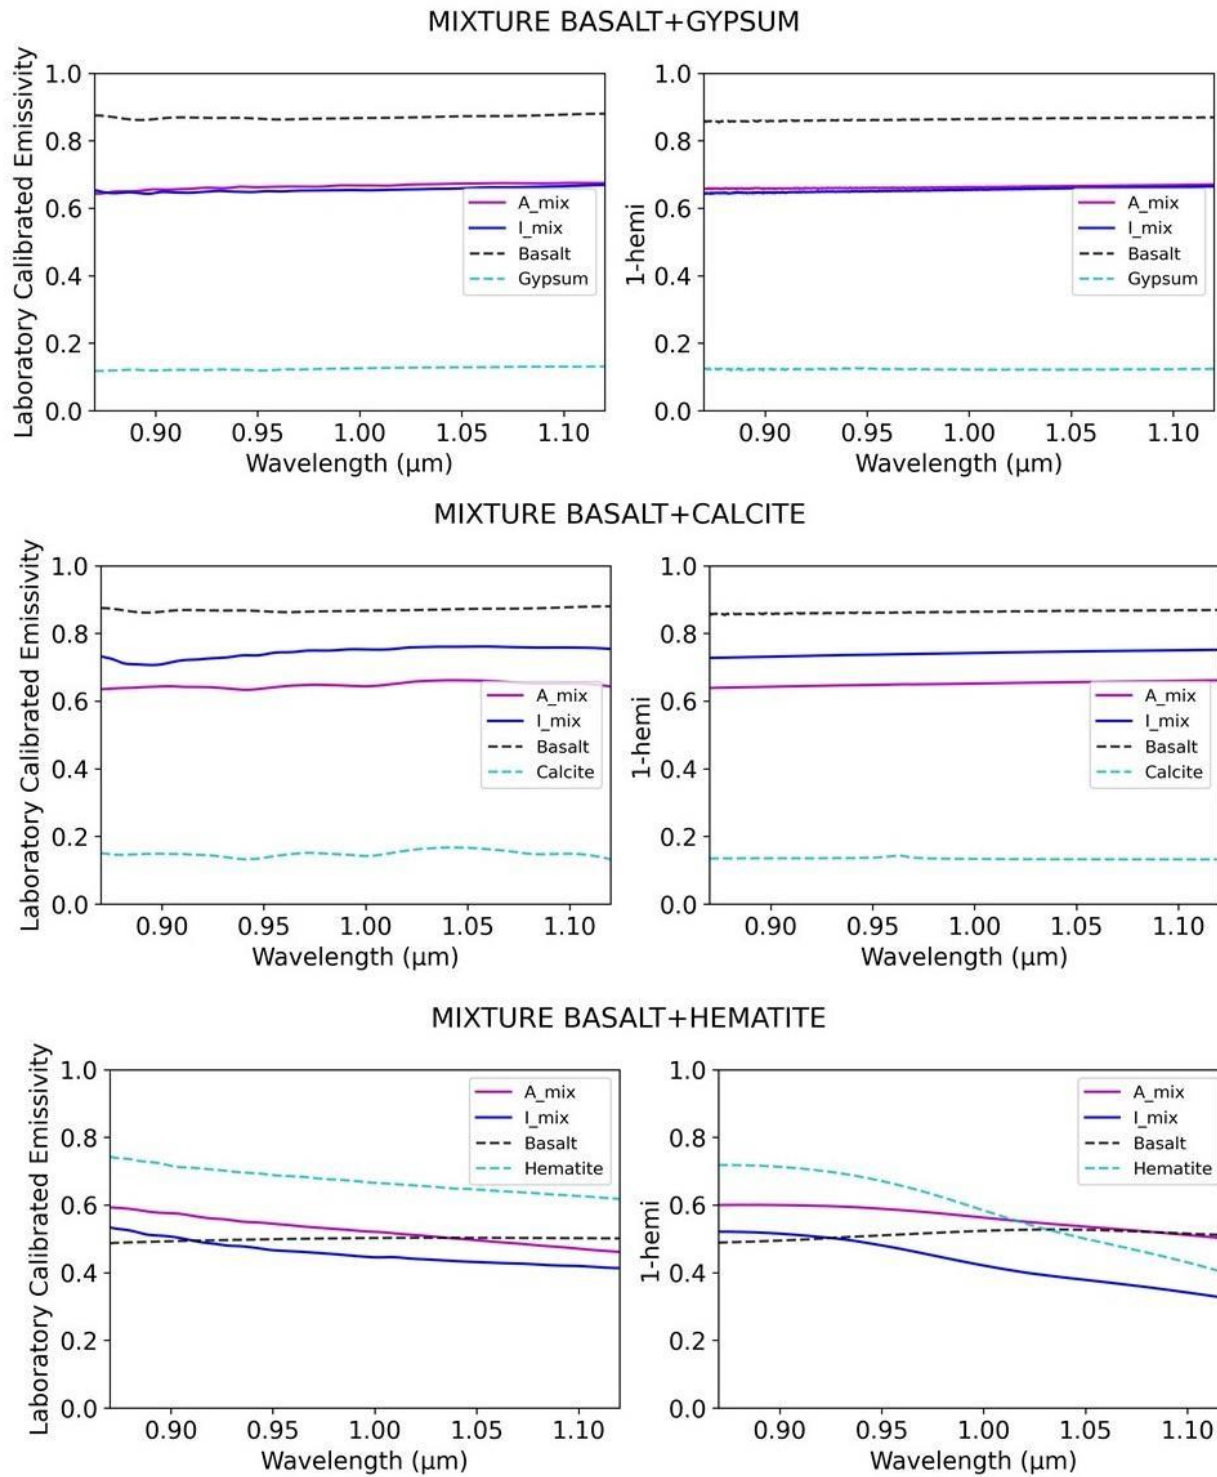 MIXTURE BASALT+GYPSUM
Laboratory Calibrated Emissivity
1.0
0.8
0.6
0.4
0.2
0.0
A_mix
I_mix
Basalt
Gypsum
0.90 0.95 1.00 1.05 1.10
Wavelength (μm)
1-hemi
1.0
0.8
0.6
0.4
0.2
0.0
A_mix
I_mix
Basalt
Gypsum
0.90 0.95 1.00 1.05 1.10
Wavelength (μm)
MIXTURE BASALT+CALCITE
Laboratory Calibrated Emissivity
1.0
0.8
0.6
0.4
0.2
0.0
A_mix
I_mix
Basalt
Calcite
0.90 0.95 1.00 1.05 1.10
Wavelength (μm)
1-hemi
1.0
0.8
0.6
0.4
0.2
0.0
A_mix
I_mix
Basalt
Calcite
0.90 0.95 1.00 1.05 1.10
Wavelength (μm)
MIXTURE BASALT+HEMATITE
Laboratory Calibrated Emissivity
1.0
0.8
0.6
0.4
0.2
0.0
A_mix
I_mix
Basalt
Hematite
0.90 0.95 1.00 1.05 1.10
Wavelength (μm)
1-hemi
1.0
0.8
0.6
0.4
0.2
0.0
A_mix
I_mix
Basalt
Hematite
0.90 0.95 1.00 1.05 1.10
Wavelength (μm)